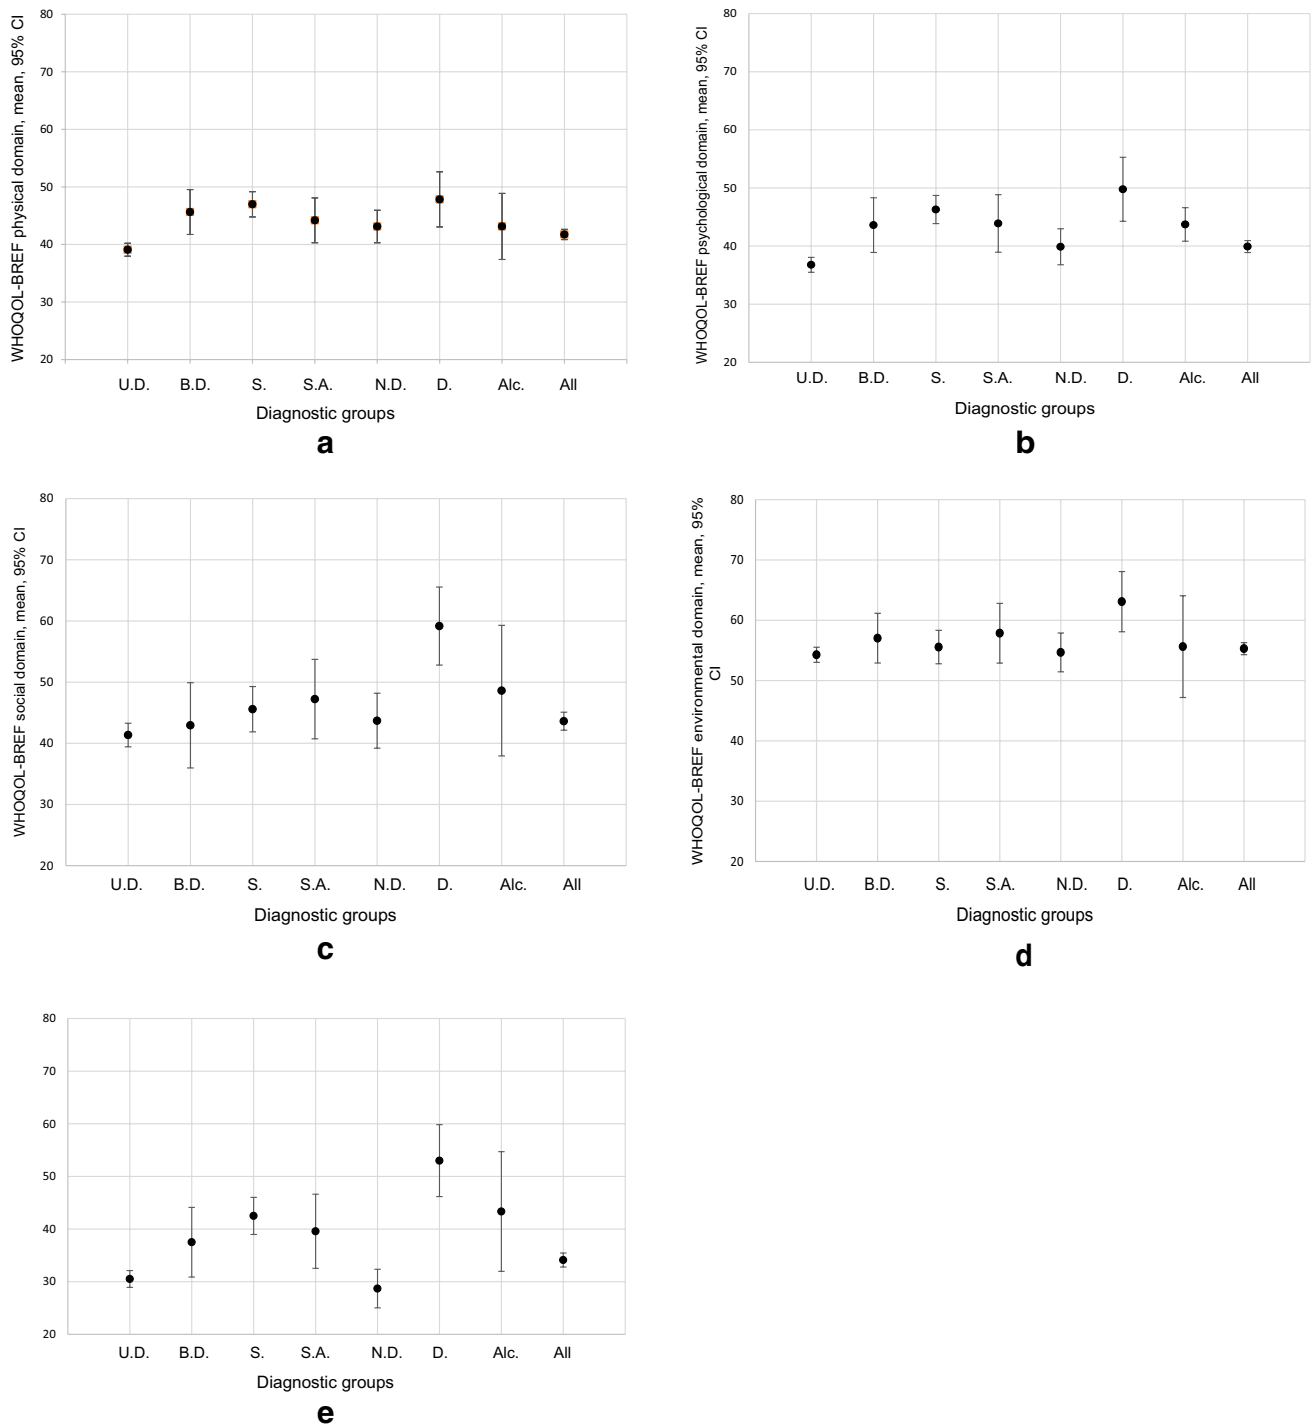 WHOQOL-BREF physical domain, mean, 95% CI
80
70
60
50
40
30
20
U.D. B.D. S. S.A. N.D. D. Alc. All
Diagnostic groups
a
WHOQOL-BREF psychological domain, mean, 95% CI
80
70
60
50
40
30
20
U.D. B.D. S. S.A. N.D. D. Alc. All
Diagnostic groups
b
WHOQOL-BREF social domain, mean, 95% CI
80
70
60
50
40
30
20
U.D. B.D. S. S.A. N.D. D. Alc. All
Diagnostic groups
c
WHOQOL-BREF environmental domain, mean, 95%
CI
80
70
60
50
40
30
20
U.D. B.D. S. S.A. N.D. D. Alc. All
Diagnostic groups
d
80
70
60
50
40
30
20
U.D. B.D. S. S.A. N.D. D. Alc. All
Diagnostic groups
e